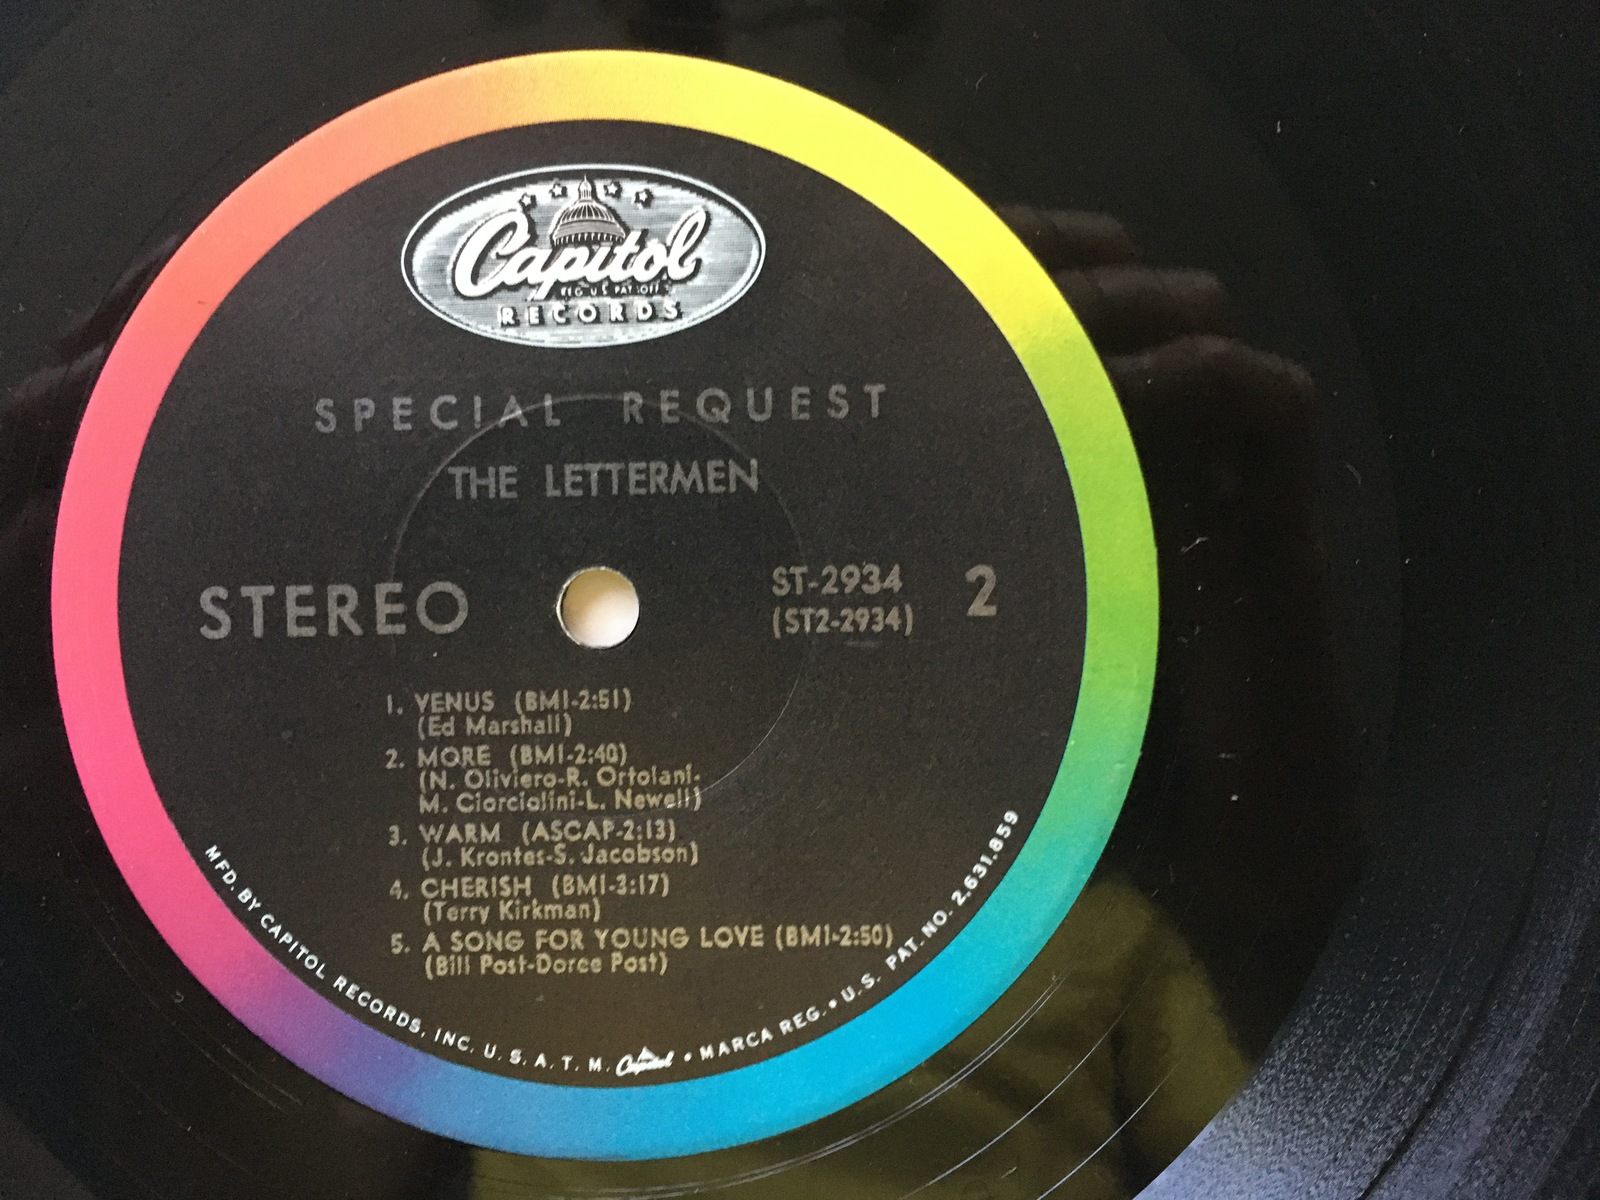 Capitol
REG. U.S. PAT. OFF.
RECORDS
SPECIAL REQUEST
THE LETTERMEN
STEREO
ST-2934
(ST2-2934)
2
1. VENUS (BMI-2:51)
(Ed Marshall)
2. MORE (BMI-2:40)
(N. Oliviero-R. Ortolani-
M. Ciorciolini-L. Newell)
3. WARM (ASCAP-2:13)
(J. Krontes-S. Jacobson)
4. CHERISH (BMI-3:17)
(Terry Kirkman)
5. A SONG FOR YOUNG LOVE (BMI-2:50)
(Bill Post-Doree Post)
MFD. BY CAPITOL RECORDS, INC. U.S.A. T.M. Capitol • MARCA REG. • U.S. PAT. NO. 2,631,859